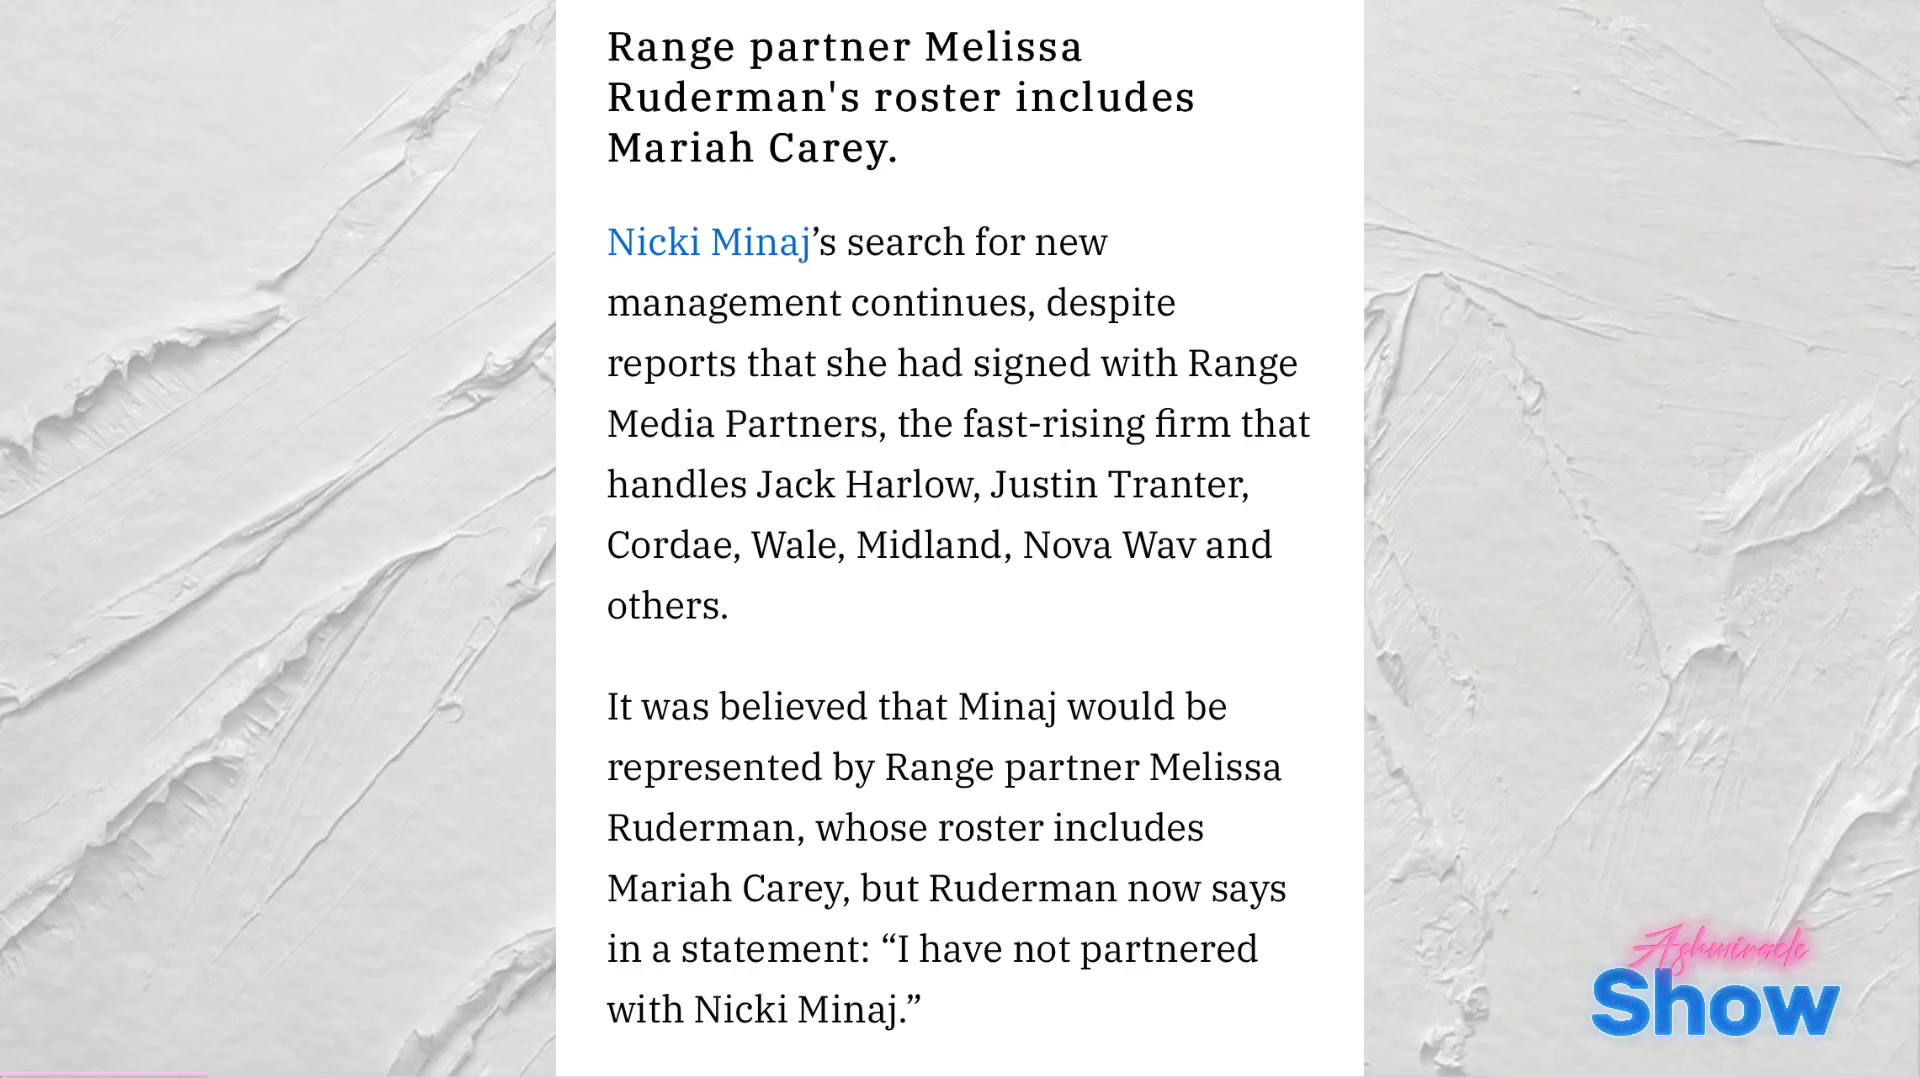 Range partner Melissa
Ruderman's roster includes
Mariah Carey.
Nicki Minaj’s search for new
management continues, despite
reports that she had signed with Range
Media Partners, the fast-rising firm that
handles Jack Harlow, Justin Tranter,
Cordae, Wale, Midland, Nova Wav and
others.
It was believed that Minaj would be
represented by Range partner Melissa
Ruderman, whose roster includes
Mariah Carey, but Ruderman now says
in a statement: “I have not partnered
with Nicki Minaj.”
Ashmiracle
Show